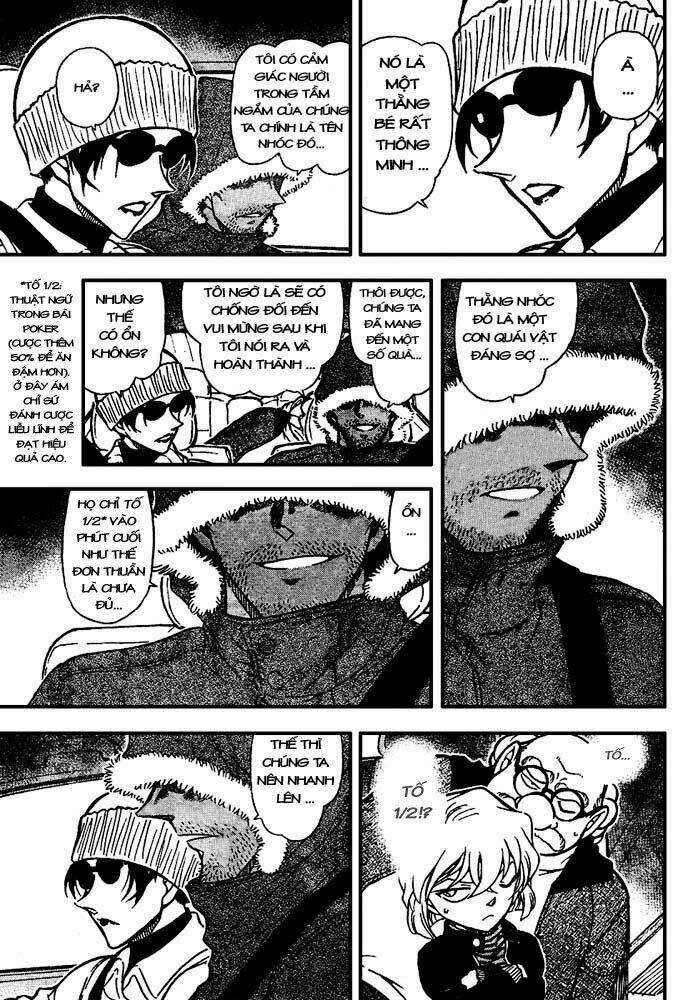 À
...
NÓ LÀ
MỘT
THẰNG
BÉ RẤT
THÔNG
MINH ...
TÔI CÓ CẢM
GIÁC NGƯỜI
TRONG TẦM
NGẮM CỦA CHÚNG
TA CHÍNH LÀ TÊN
NHÓC ĐÓ...
HẢ?
THẰNG NHÓC
ĐÓ LÀ MỘT
CON QUÁI VẬT
ĐÁNG SỢ ...
THÔI ĐƯỢC,
CHÚNG TA
ĐÃ MANG
ĐẾN MỘT
SỐ QUÀ...
TÔI NGỠ LÀ SẼ CÓ
CHỐNG ĐỐI ĐẾN
VUI MỪNG SAU KHI
TÔI NÓI RA VÀ
HOÀN THÀNH ...
NHƯNG
THẾ
CÓ ỔN
KHÔNG?
*TỐ 1/2:
THUẬT NGỮ
TRONG BÀI
POKER
(CƯỢC THÊM
50% ĐỂ ĂN
ĐẬM HƠN).
Ở ĐÂY ÁM
CHỈ SỨ
ĐÁNH CƯỢC
LIỀU LĨNH ĐỂ
ĐẠT HIỆU
QUẢ CAO.
ỔN
...
HỌ CHỈ TỐ
1/2* VÀO
PHÚT CUỐI
NHƯ THẾ
ĐƠN THUẦN
LÀ CHƯA
ĐỦ...
TỐ...
TỐ
1/2!?
THẾ THÌ
CHÚNG TA
NÊN NHANH
LÊN ...